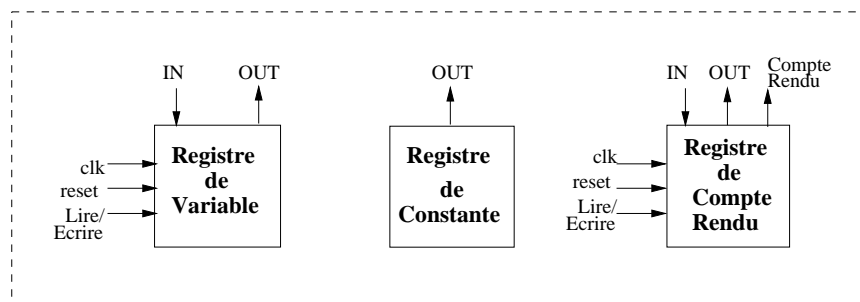 IN OUT
clk
reset
Lire/
Ecrire
Registre
de
Variable
OUT
Registre
de
Constante
IN OUT
Compte
Rendu
clk
reset
Lire/
Ecrire
Registre
de
Compte
Rendu